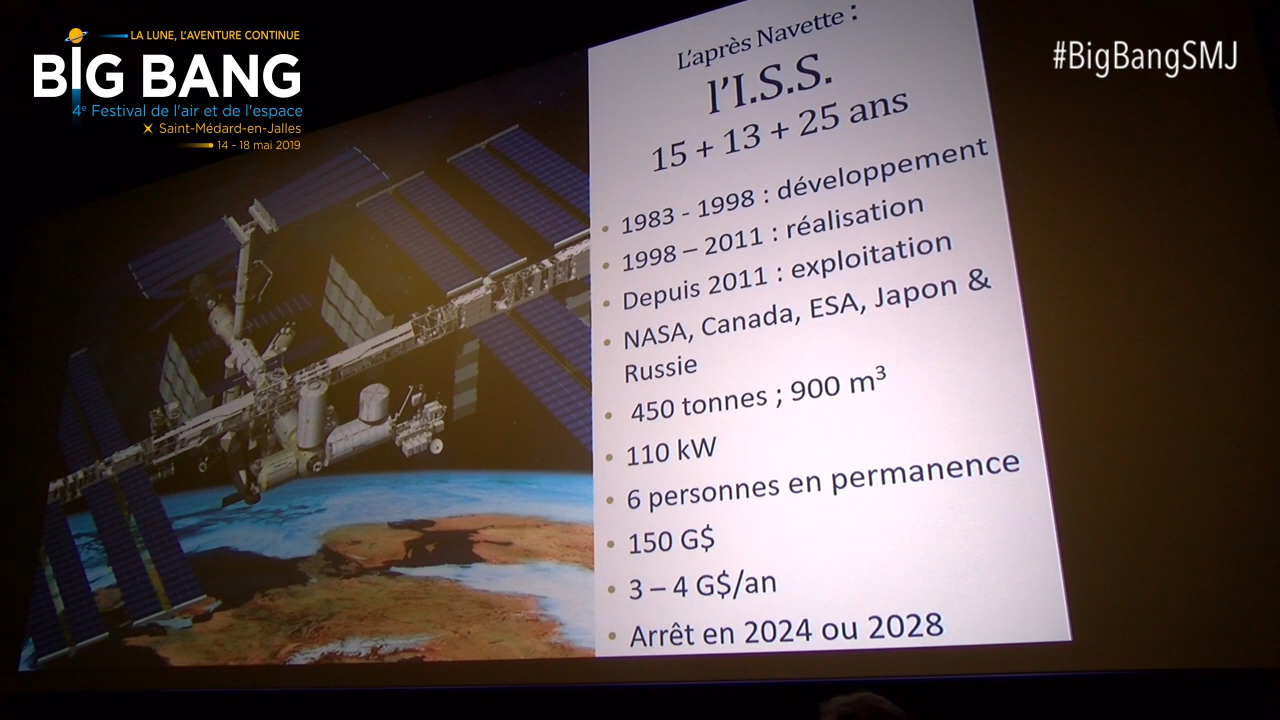 LA LUNE, L'AVENTURE CONTINUE
BIG BANG
4e Festival de l'air et de l'espace
Saint-Médard-en-Jalles
14 - 18 mai 2019
#BigBangSMJ
L'après Navette :
l'I.S.S.
15 + 13 + 25 ans
1983 - 1998 : développement
1998 – 2011 : réalisation
Depuis 2011 : exploitation
NASA, Canada, ESA, Japon &
Russie
450 tonnes ; 900 m³
110 kW
6 personnes en permanence
150 G$
3 – 4 G$/an
Arrêt en 2024 ou 2028